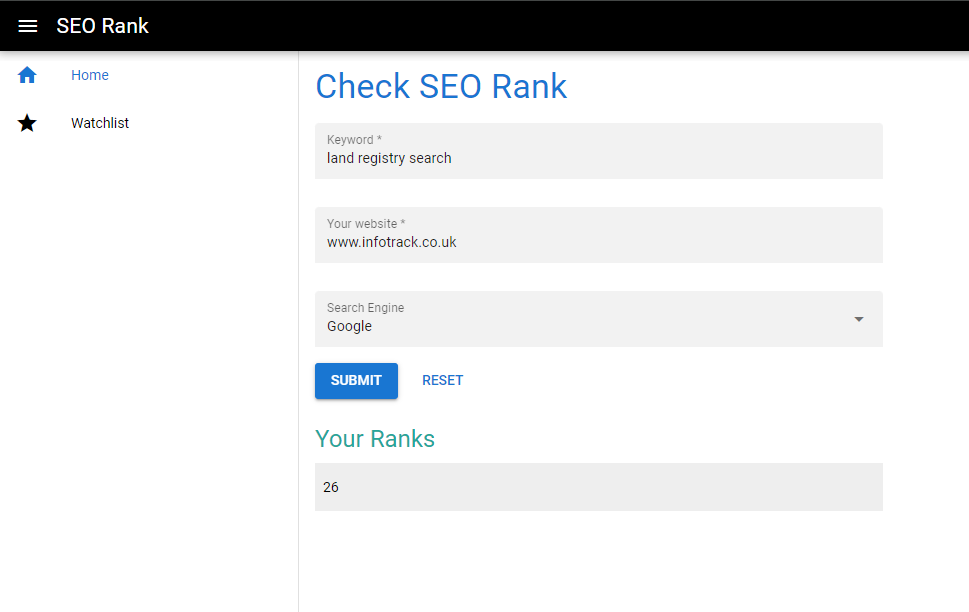 SEO Rank
Home
Watchlist
Check SEO Rank
Keyword *
land registry search
Your website *
www.infotrack.co.uk
Search Engine
Google
SUBMIT
RESET
Your Ranks
26